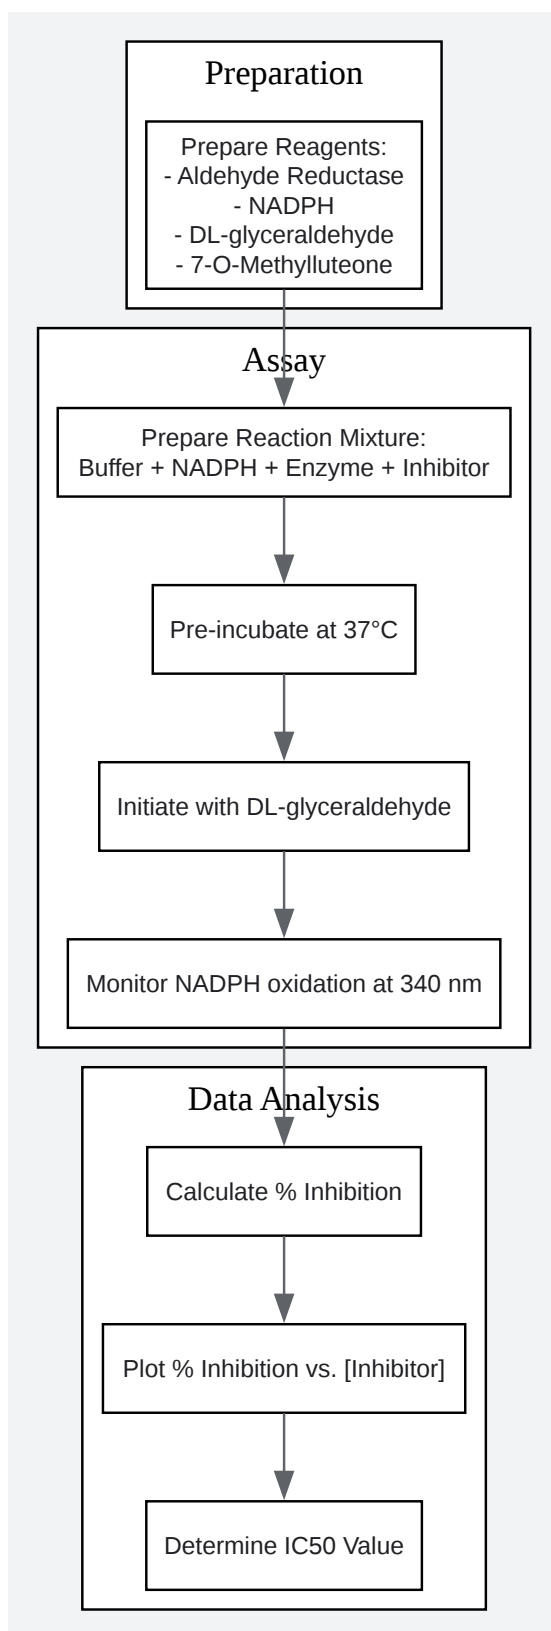 Preparation
Prepare Reagents:
- Aldehyde Reductase
- NADPH
- DL-glyceraldehyde
- 7-O-Methylluteone
Assay
Prepare Reaction Mixture:
Buffer + NADPH + Enzyme + Inhibitor
Pre-incubate at 37°C
Initiate with DL-glyceraldehyde
Monitor NADPH oxidation at 340 nm
Data Analysis
Calculate % Inhibition
Plot % Inhibition vs. [Inhibitor]
Determine IC50 Value